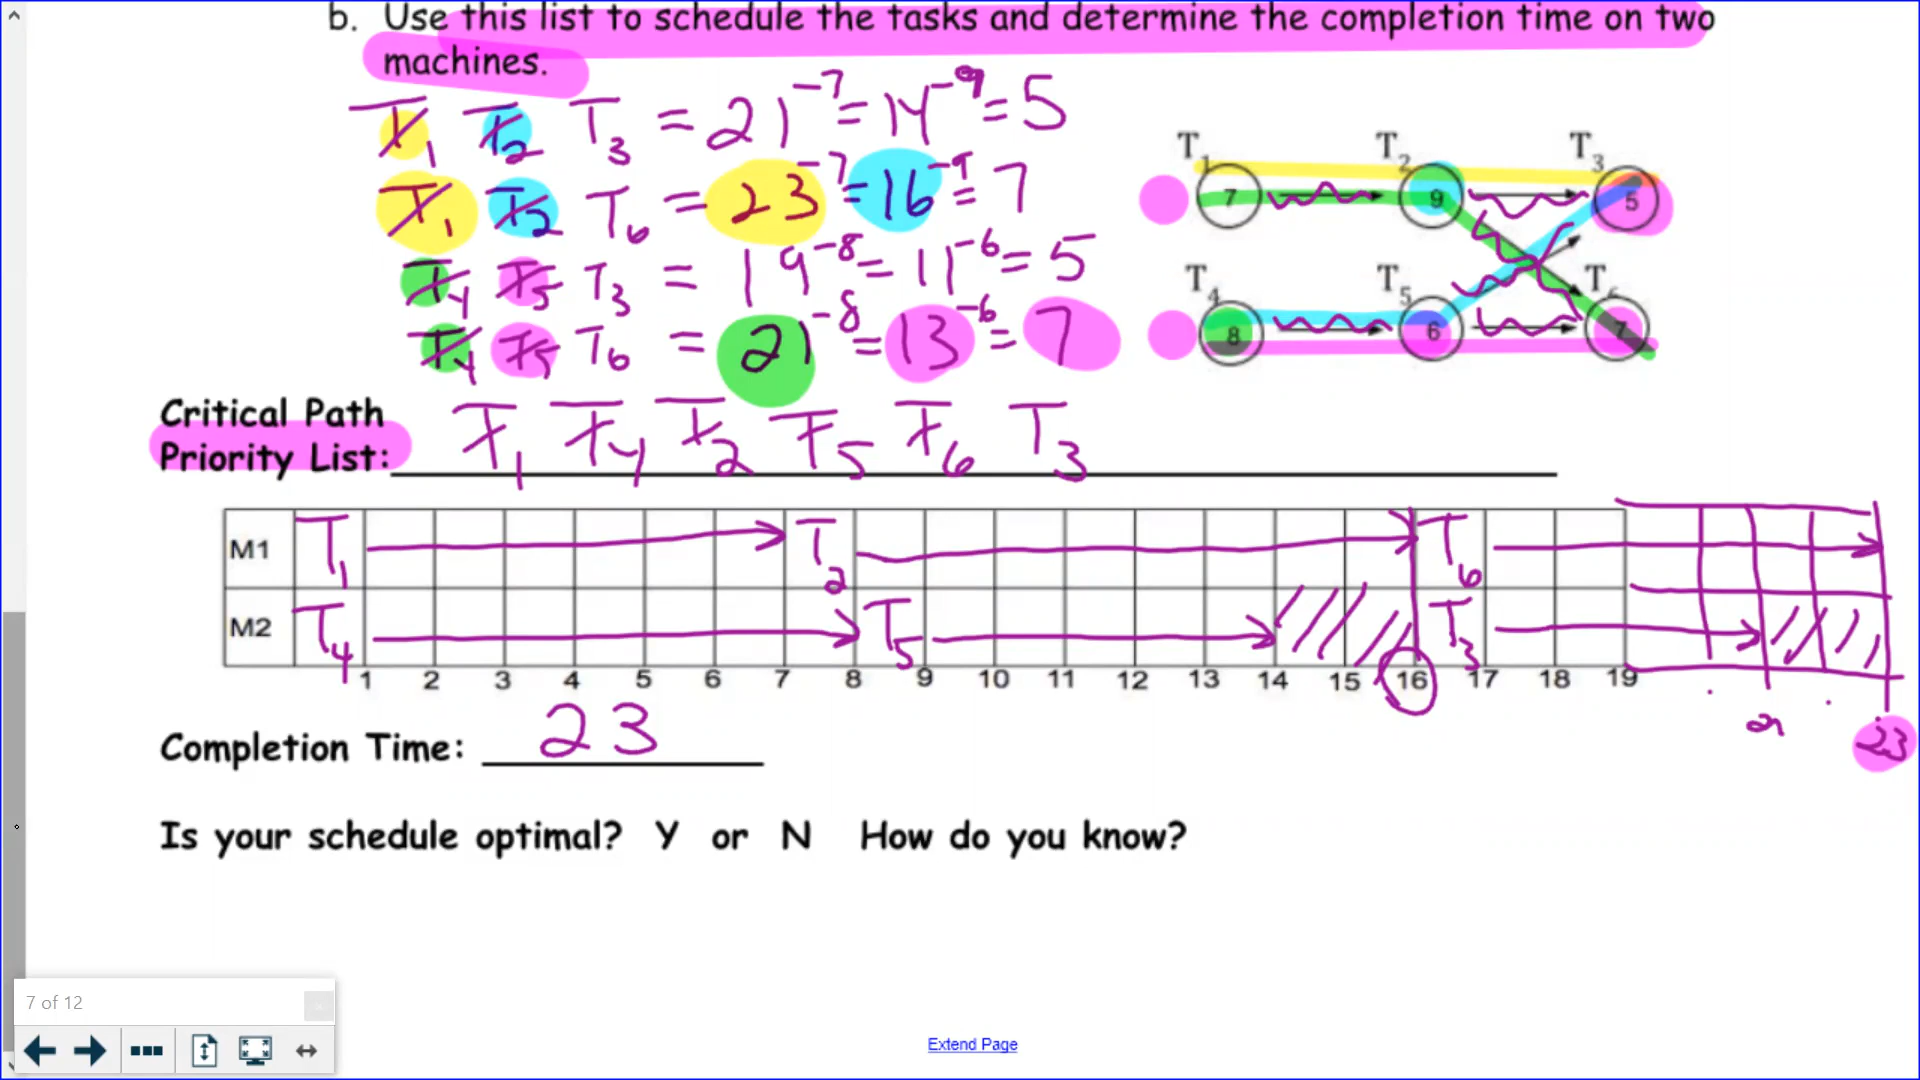 b. Use this list to schedule the tasks and determine the completion time on two
machines.
T1 T2 T3 = 21 -7 = 14 -9 = 5
T1 T2 T6 = 23 -7 = 16 -9 = 7
T4 T5 T3 = 19 -8 = 11 -6 = 5
T4 T5 T6 = 21 -8 = 13 -6 = 7
T1 T2 T3
7 9 5
T4 T5 T6
8 6 7
Critical Path
Priority List: T1 T4 T2 T5 T6 T3
M1 T1 T2 T6
M2 T4 T5 T3
1 2 3 4 5 6 7 8 9 10 11 12 13 14 15 16 17 18 19 21 23
Completion Time: 23
Is your schedule optimal? Y or N How do you know?
7 of 12
Extend Page